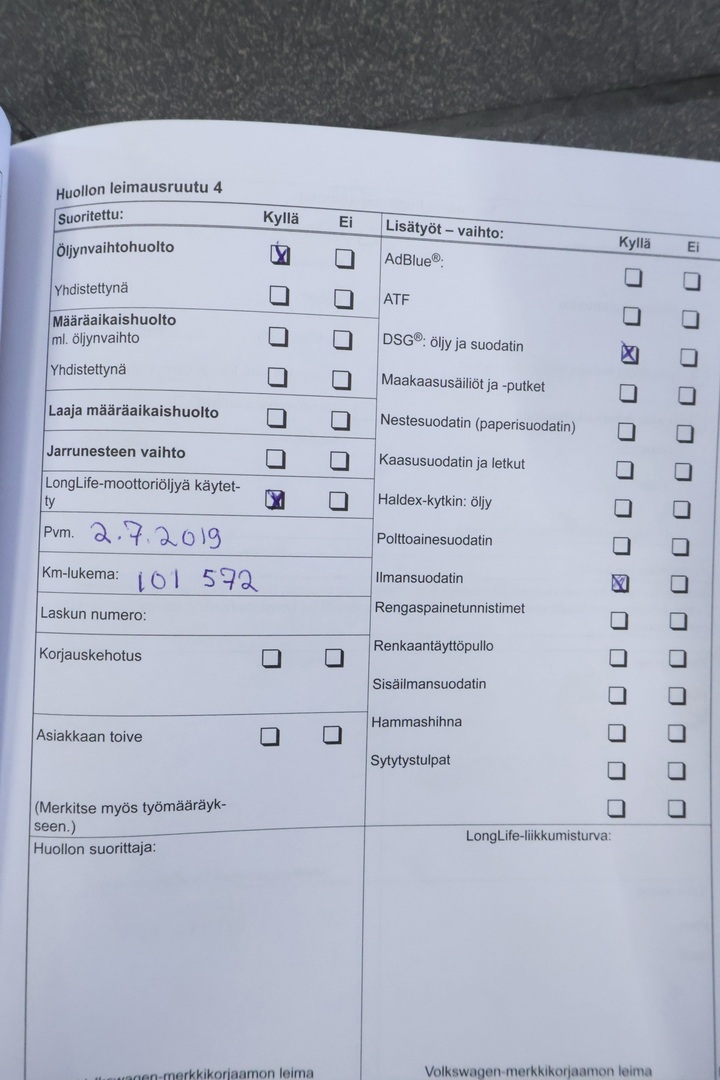 Huollon leimausruutu 4
Suoritettu: Kyllä Ei
Öljynvaihtohuolto
Yhdistettynä
Määräaikaishuolto
ml. öljynvaihto
Yhdistettynä
Laaja määräaikaishuolto
Jarrunesteen vaihto
LongLife-moottoriöljyä käytet-
ty
Pvm. 2.7.2019
Km-lukema: 101 572
Laskun numero:
Korjauskehotus
Asiakkaan toive
(Merkitse myös työmääräyk-
seen.)
Huollon suorittaja:
Lisätyöt – vaihto: Kyllä Ei
AdBlue®:
ATF
DSG®: öljy ja suodatin
Maakaasusäiliöt ja -putket
Nestesuodatin (paperisuodatin)
Kaasusuodatin ja letkut
Haldex-kytkin: öljy
Polttoainesuodatin
Ilmansuodatin
Rengaspainetunnistimet
Renkaantäyttöpullo
Sisäilmansuodatin
Hammashihna
Sytytystulpat
LongLife-liikkumisturva:
leima
Volkswagen-merkkikorjaamon leima